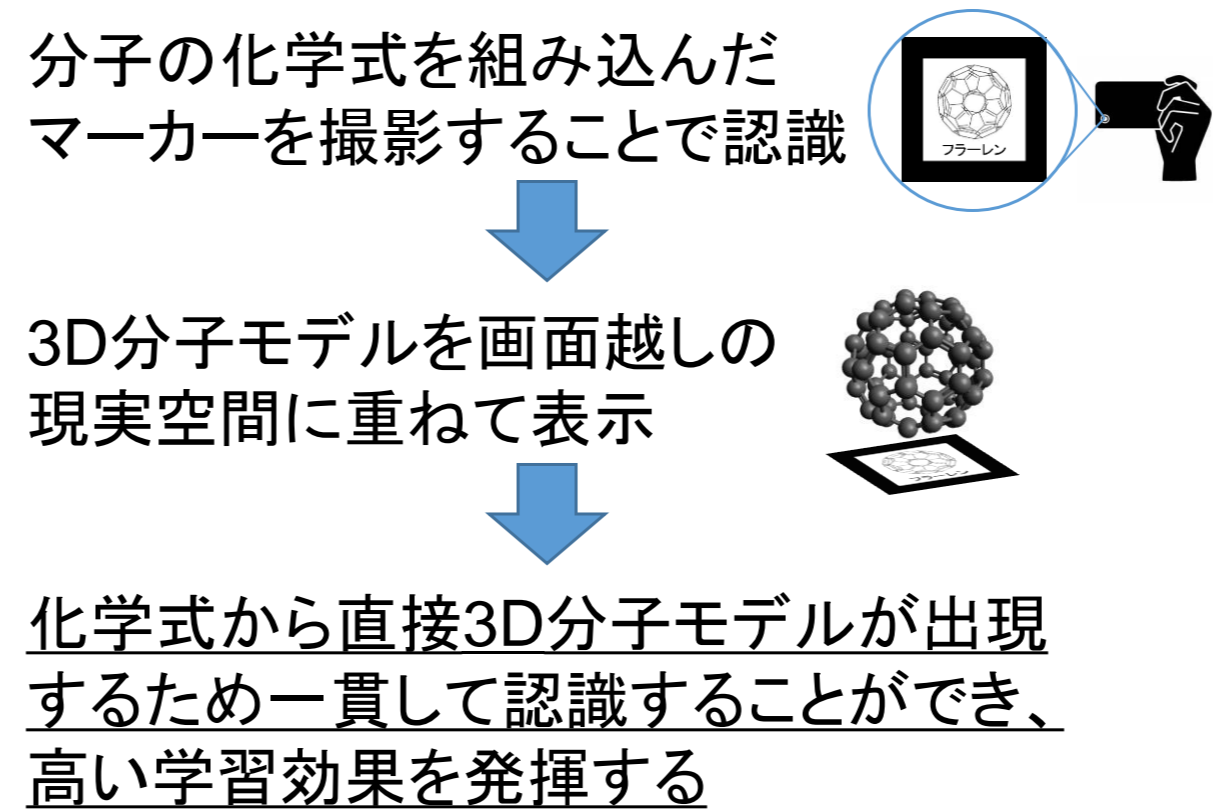 分子の化学式を組み込んだ
マーカーを撮影することで認識
フラーレン
3D分子モデルを画面越しの
現実空間に重ねて表示
フラーレン
化学式から直接3D分子モデルが出現
するため一貫して認識することができ、
高い学習効果を発揮する